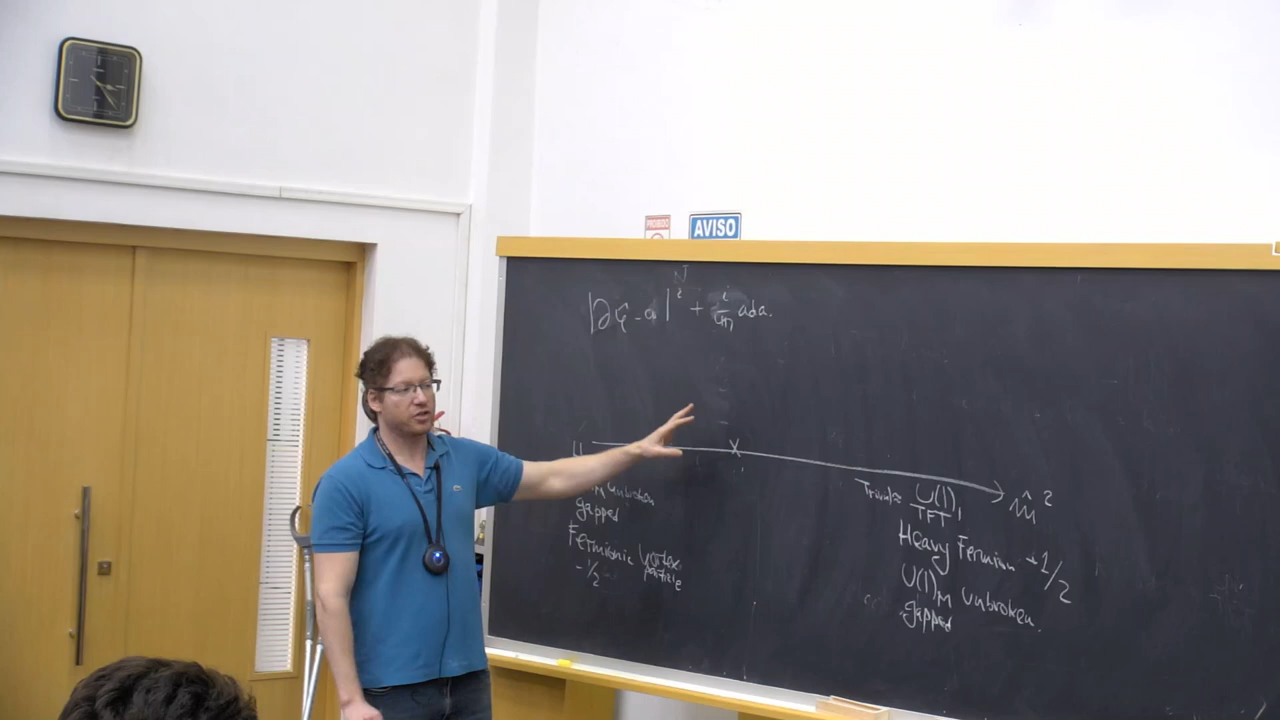 PROIBIDO
AVISO
N
|∂φ - a|² + i/4π ada.
U
M unbroken
gapped
Fermionic Vortex
particle
-1/2
m̂²
Trivial ≈ U(1)₁
TFT
Heavy Fermion +1/2
U(1)_M unbroken.
gapped